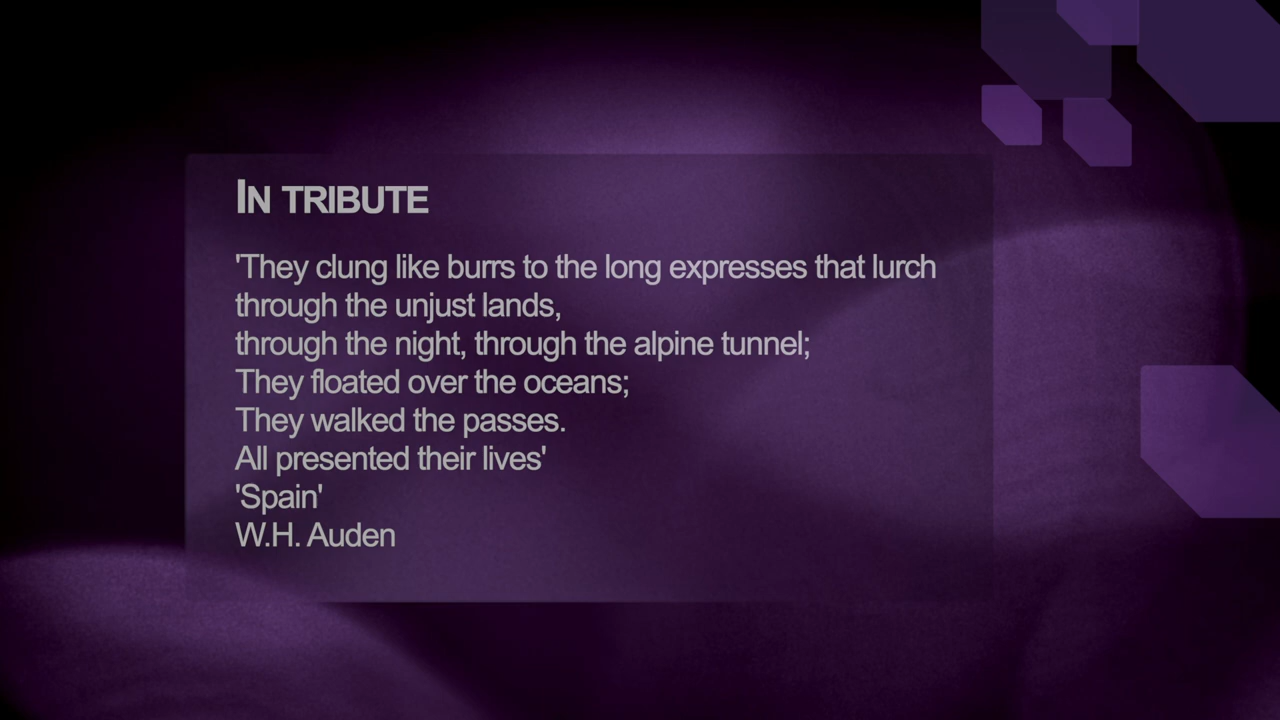 IN TRIBUTE
'They clung like burrs to the long expresses that lurch
through the unjust lands,
through the night, through the alpine tunnel;
They floated over the oceans;
They walked the passes.
All presented their lives'
'Spain'
W.H. Auden